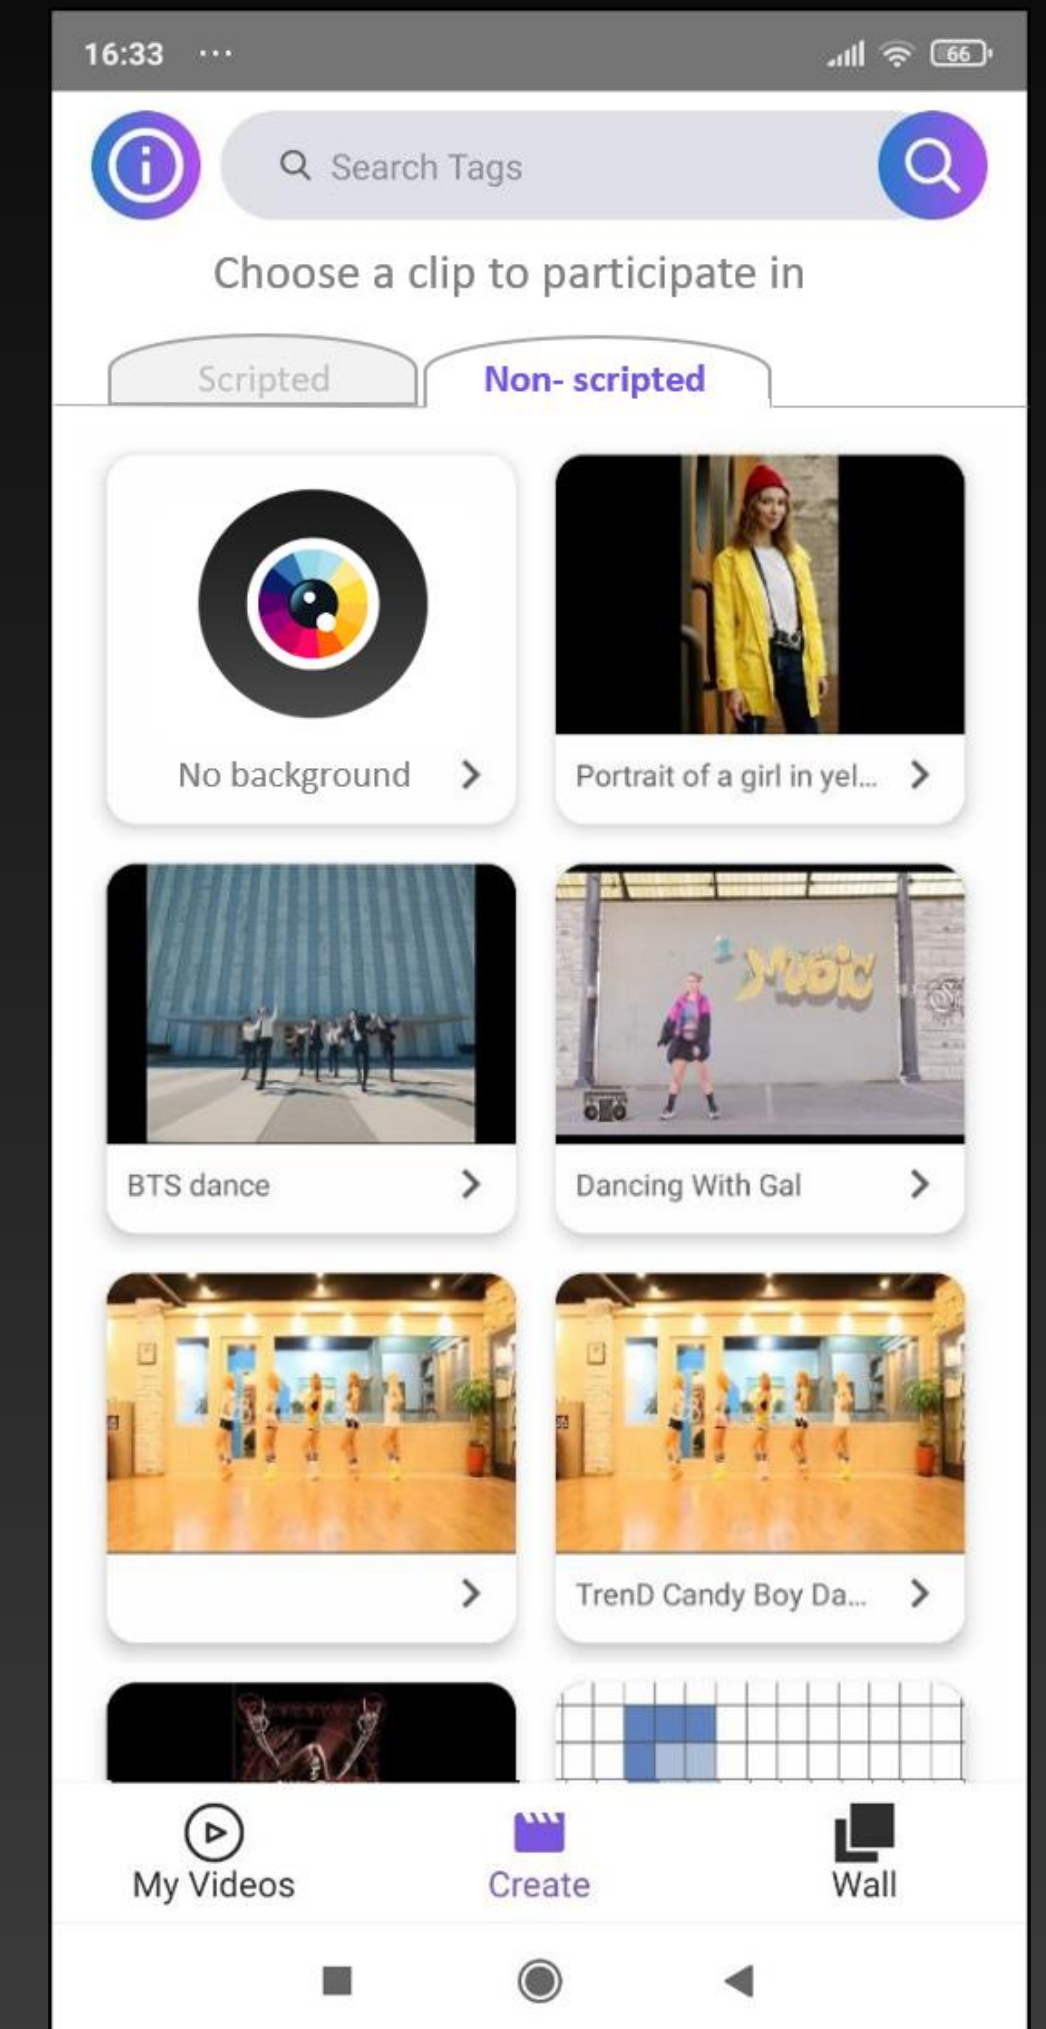 16:33 ...
66
Search Tags
Choose a clip to participate in
Scripted
Non- scripted
No background
Portrait of a girl in yel...
Music
BTS dance
Dancing With Gal
TrenD Candy Boy Da...
My Videos
Create
Wall